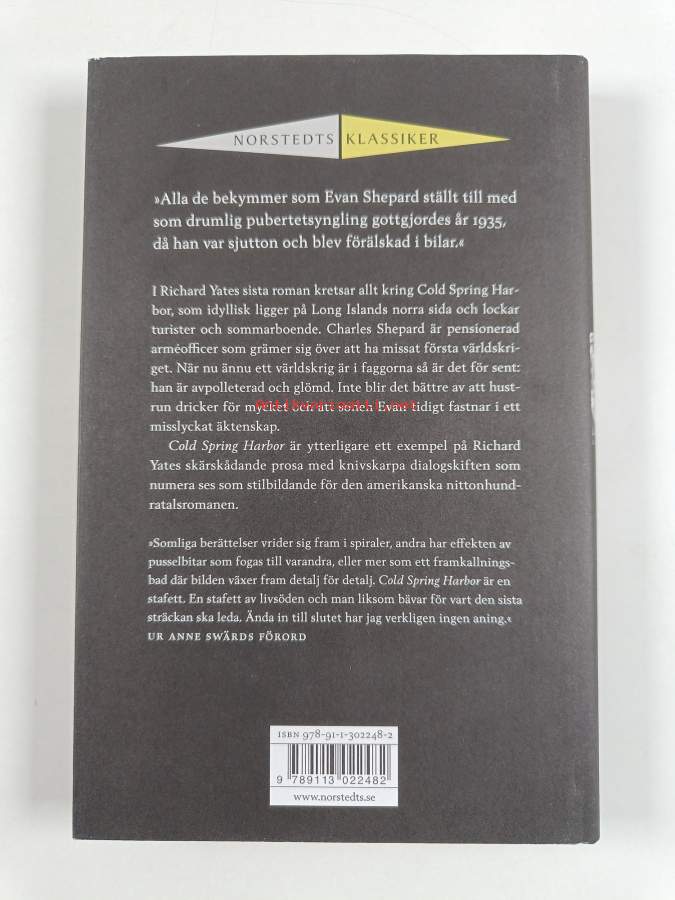 NORSTEDTS KLASSIKER
»Alla de bekymmer som Evan Shepard ställt till med
som drumlig pubertetsyngling gottgjordes år 1935,
då han var sjutton och blev förälskad i bilar.«
I Richard Yates sista roman kretsar allt kring Cold Spring Har-
bor, som idyllisk ligger på Long Islands norra sida och lockar
turister och sommarboende. Charles Shepard är pensionerad
arméofficer som grämer sig över att ha missat första världskri-
get. När nu ännu ett världskrig är i faggorna så är det för sent:
han är avpolleterad och glömd. Inte blir det bättre av att hust-
run dricker för mycket och att sonen Evan tidigt fastnar i ett
misslyckat äktenskap.
Cold Spring Harbor är ytterligare ett exempel på Richard
Yates skärskådande prosa med knivskarpa dialogskiften som
numera ses som stilbildande för den amerikanska nittonhund-
ratalsromanen.
»Somliga berättelser vrider sig fram i spiraler, andra har effekten av
pusselbitar som fogas till varandra, eller mer som ett framkallnings-
bad där bilden växer fram detalj för detalj. Cold Spring Harbor är en
stafett. En stafett av livsöden och man liksom bävar för vart den sista
sträckan ska leda. Ända in till slutet har jag verkligen ingen aning.«
UR ANNE SWÄRDS FÖRORD
ISBN 978-91-1-302248-2
9 789113 022482
www.norstedts.se